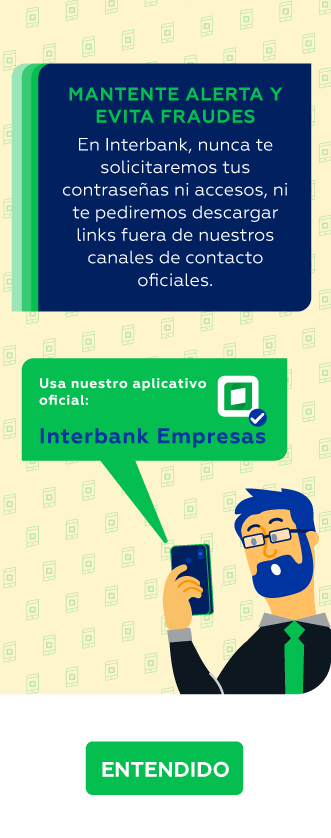 MANTENTE ALERTA Y
EVITA FRAUDES
En Interbank, nunca te
solicitaremos tus
contraseñas ni accesos, ni
te pediremos descargar
links fuera de nuestros
canales de contacto
oficiales.
Usa nuestro aplicativo
oficial:
Interbank Empresas
ENTENDIDO